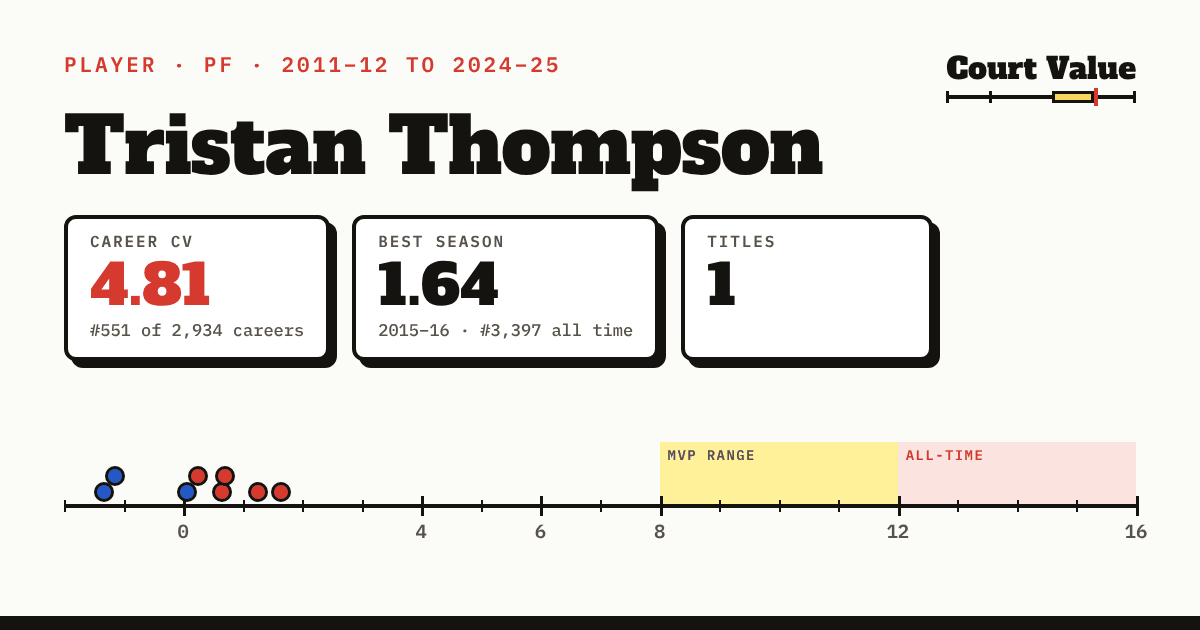 PLAYER · PF · 2011–12 TO 2024–25
Court Value
Tristan Thompson
CAREER CV
4.81
#551 of 2,934 careers
BEST SEASON
1.64
2015–16 · #3,397 all time
TITLES
1
MVP RANGE
ALL-TIME
0 4 6 8 12 16